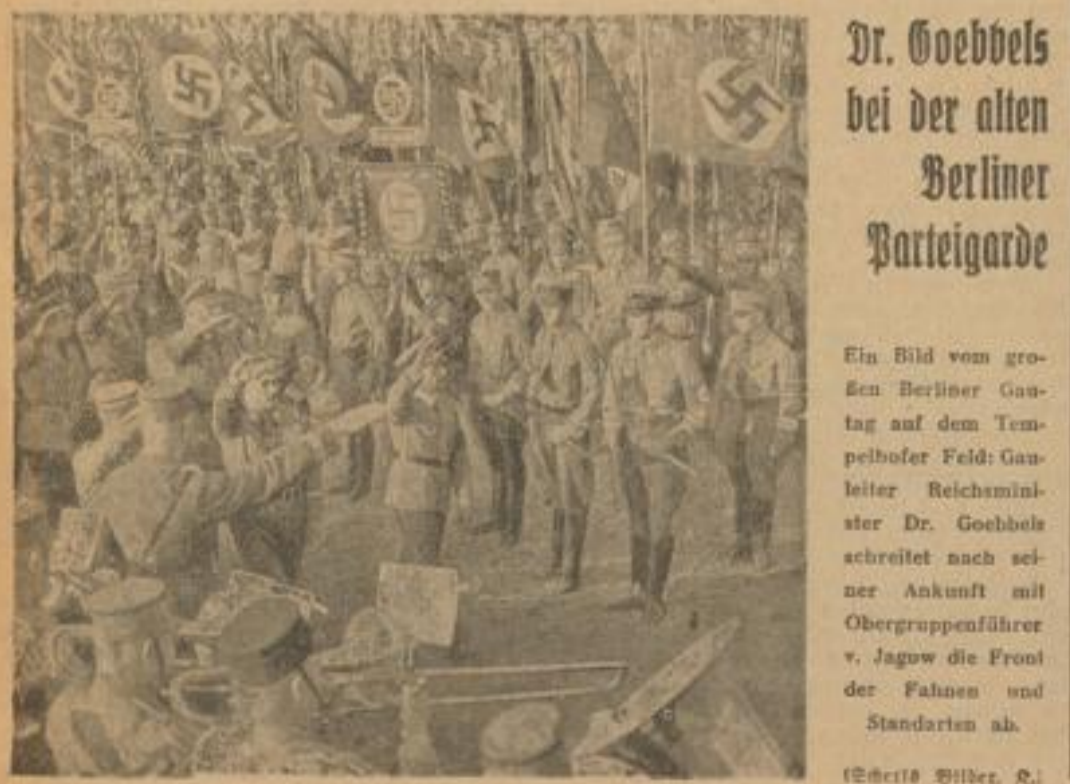 Dr. Goebbels
bei der alten
Berliner
Parteigarde
Ein Bild vom gro-
ßen Berliner Gau-
tag auf dem Tem-
pelhofer Feld: Gau-
leiter Reichsmini-
ster Dr. Goebbels
schreitet nach sei-
ner Ankunft mit
Obergruppenführer
v. Jagow die Front
der Fahnen und
Standarten ab.
(Scherls Bilder,